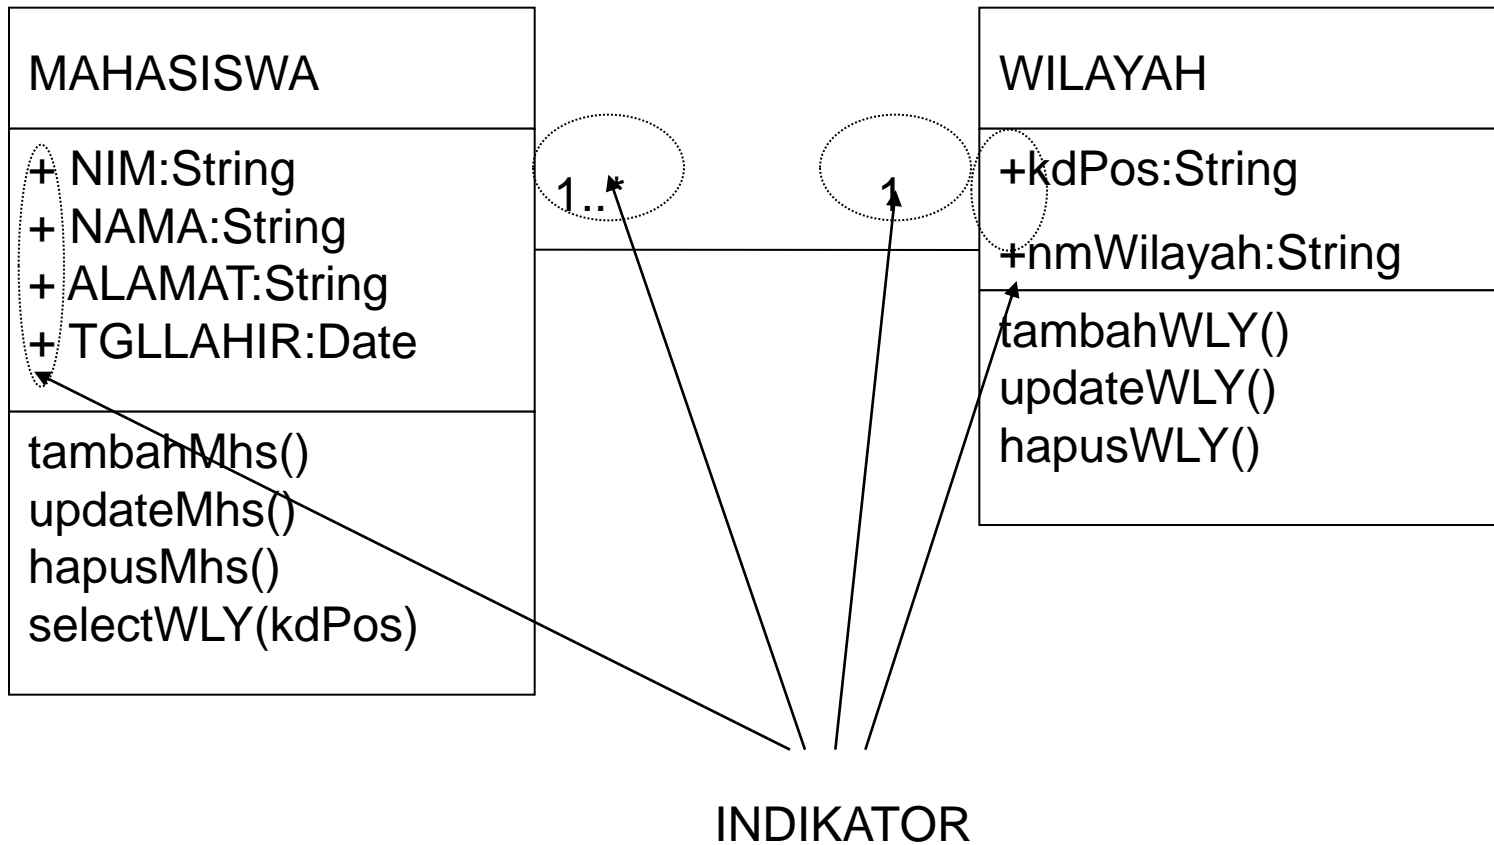 MAHASISWA
+ NIM:String
+ NAMA:String
+ ALAMAT:String
+ TGLLAHIR:Date
tambahMhs()
updateMhs()
hapusMhs()
selectWLY(kdPos)
1..*
1
WILAYAH
+kdPos:String
+nmWilayah:String
tambahWLY()
updateWLY()
hapusWLY()
INDIKATOR